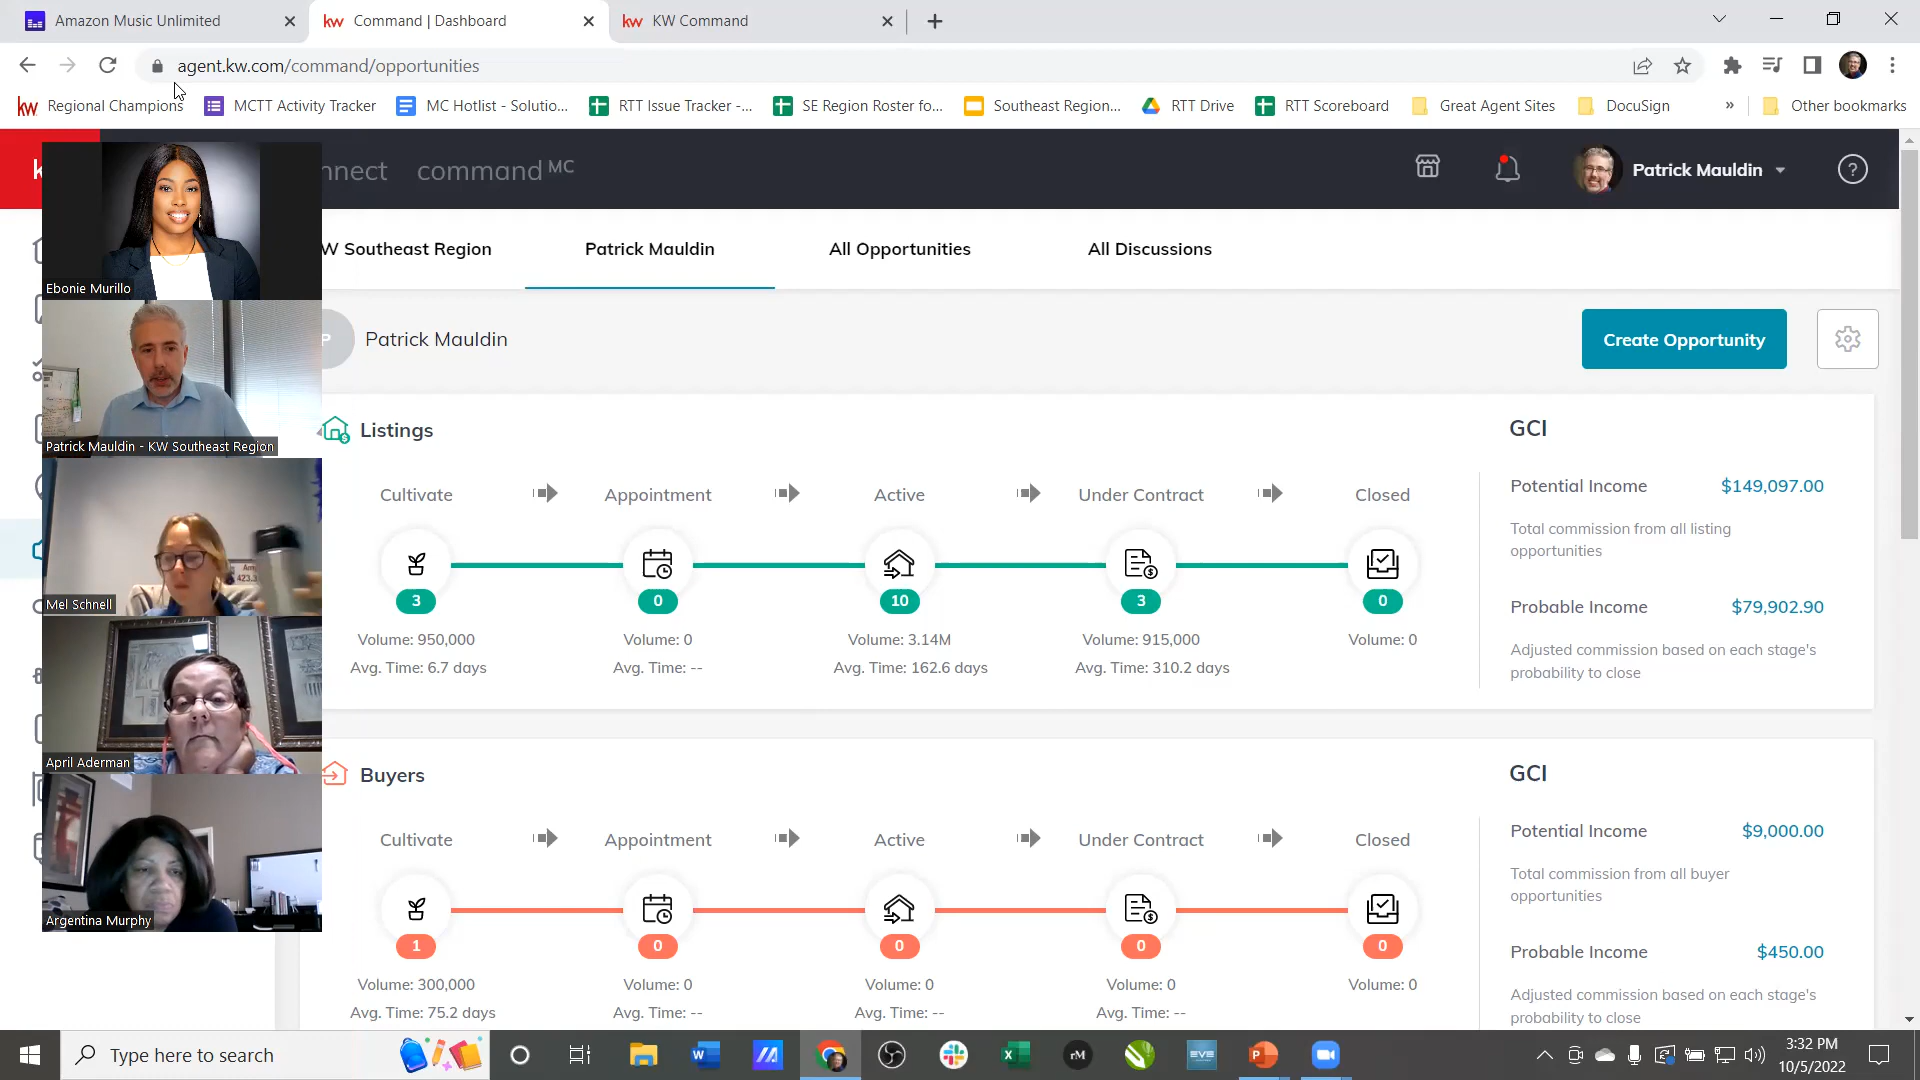 Amazon Music Unlimited
kw Command | Dashboard
kw KW Command
agent.kw.com/command/opportunities
kw Regional Champions
MCTT Activity Tracker
MC Hotlist - Solutio...
RTT Issue Tracker -...
SE Region Roster fo...
Southeast Region...
RTT Drive
RTT Scoreboard
Great Agent Sites
DocuSign
»
Other bookmarks
nnect
command MC
Patrick Mauldin
?
W Southeast Region
Patrick Mauldin
All Opportunities
All Discussions
P
Patrick Mauldin
Create Opportunity
Listings
Cultivate
Appointment
Active
Under Contract
Closed
3
0
10
3
0
Volume: 950,000
Volume: 0
Volume: 3.14M
Volume: 915,000
Volume: 0
Avg. Time: 6.7 days
Avg. Time: --
Avg. Time: 162.6 days
Avg. Time: 310.2 days
GCI
Potential Income
$149,097.00
Total commission from all listing
opportunities
Probable Income
$79,902.90
Adjusted commission based on each stage's
probability to close
Buyers
Cultivate
Appointment
Active
Under Contract
Closed
1
0
0
0
0
Volume: 300,000
Volume: 0
Volume: 0
Volume: 0
Volume: 0
Avg. Time: 75.2 days
Avg. Time: --
Avg. Time: --
Avg. Time: --
GCI
Potential Income
$9,000.00
Total commission from all buyer
opportunities
Probable Income
$450.00
Adjusted commission based on each stage's
probability to close
Ebonie Murillo
Patrick Mauldin - KW Southeast Region
Mel Schnell
April Aderman
Argentina Murphy
Type here to search
rM
EVE
3:32 PM
10/5/2022